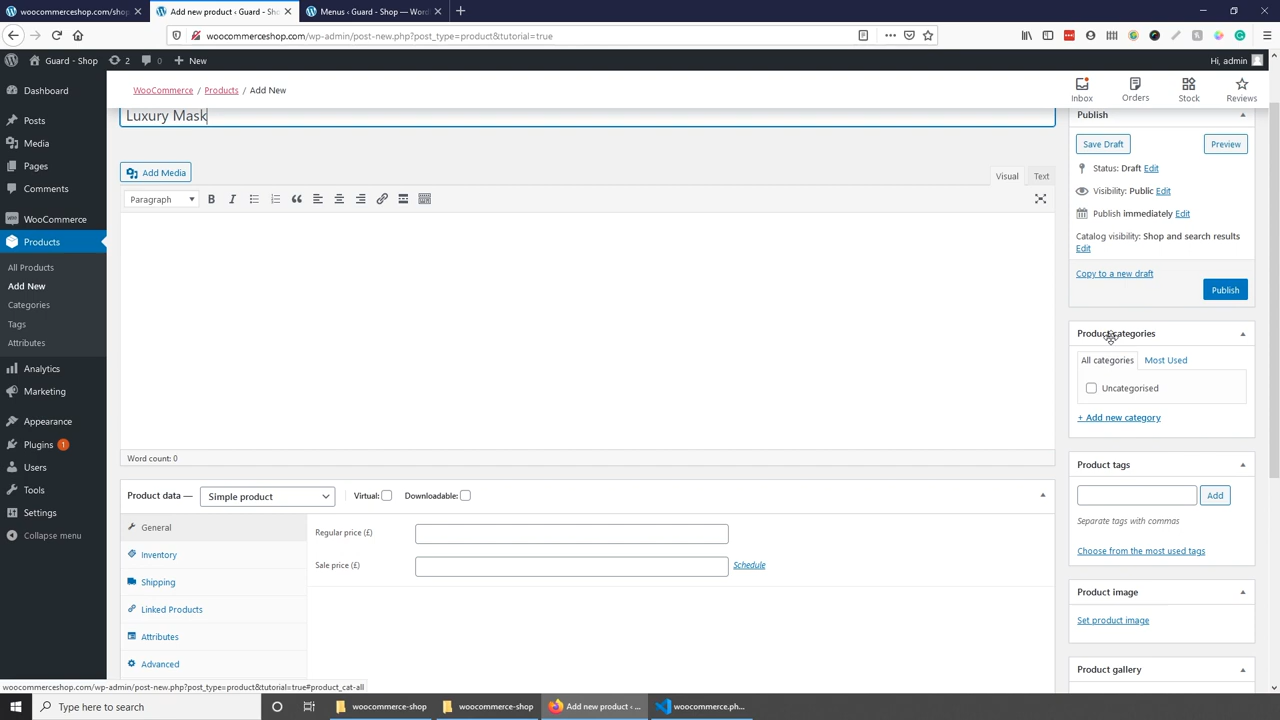 woocommerceshop.com/shop
Add new product ‹ Guard - Sho
Menus ‹ Guard - Shop — WordP
woocommerceshop.com/wp-admin/post-new.php?post_type=product&tutorial=true
Guard - Shop
2
0
New
Hi, admin
Dashboard
Posts
Media
Pages
Comments
WooCommerce
Products
All Products
Add New
Categories
Tags
Attributes
Analytics
Marketing
Appearance
Plugins 1
Users
Tools
Settings
Collapse menu
WooCommerce / Products / Add New
Inbox
Orders
Stock
Reviews
Luxury Mask
Add Media
Visual
Text
Paragraph
B
I
Word count: 0
Product data —
Simple product
Virtual:
Downloadable:
General
Inventory
Shipping
Linked Products
Attributes
Advanced
Regular price (£)
Sale price (£)
Schedule
Publish
Save Draft
Preview
Status: Draft Edit
Visibility: Public Edit
Publish immediately Edit
Catalog visibility: Shop and search results
Edit
Copy to a new draft
Publish
Product categories
All categories
Most Used
Uncategorised
+ Add new category
Product tags
Add
Separate tags with commas
Choose from the most used tags
Product image
Set product image
Product gallery
woocommerceshop.com/wp-admin/post-new.php?post_type=product&tutorial=true#product_cat-all
Type here to search
woocommerce-shop
woocommerce-shop
Add new product ‹ ...
woocommerce.ph...